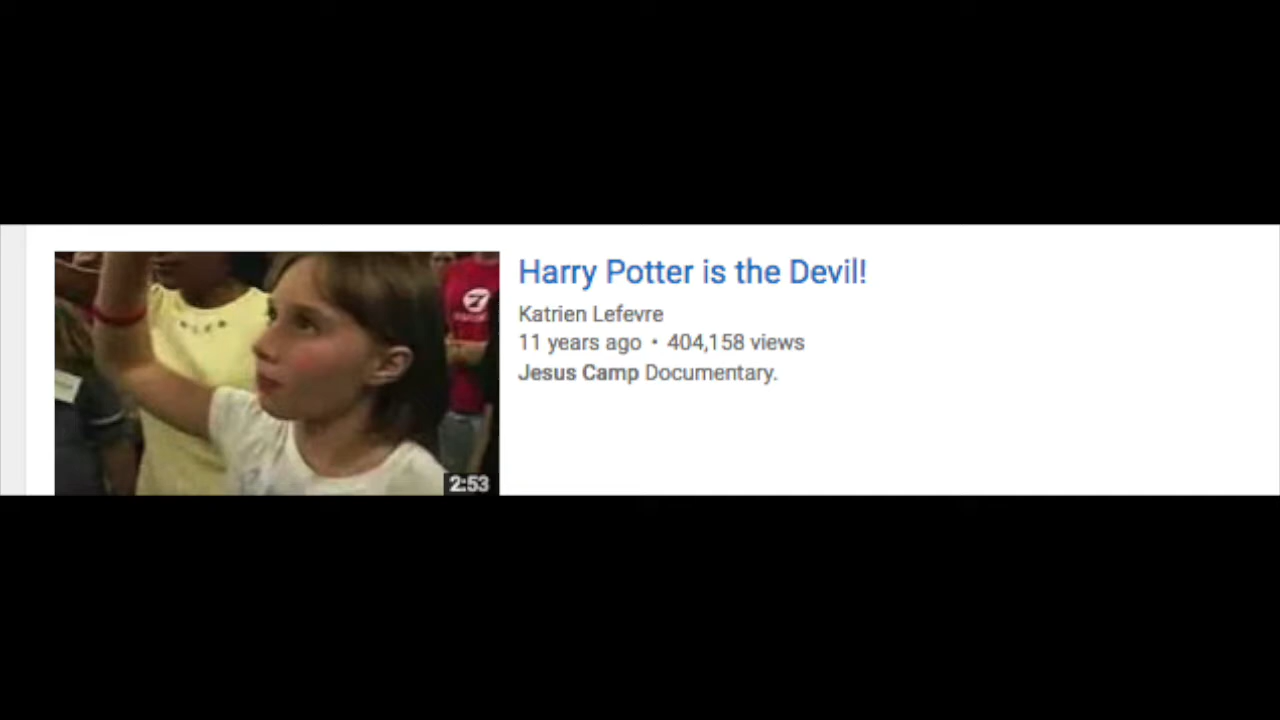 Harry Potter is the Devil!
Katrien Lefevre
11 years ago • 404,158 views
Jesus Camp Documentary.
2:53